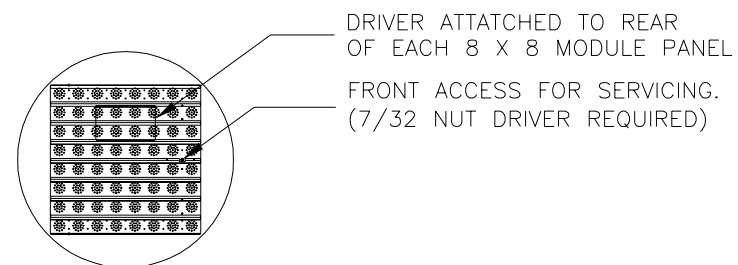 DRIVER ATTATCHED TO REAR
OF EACH 8 X 8 MODULE PANEL
FRONT ACCESS FOR SERVICING.
(7/32 NUT DRIVER REQUIRED)